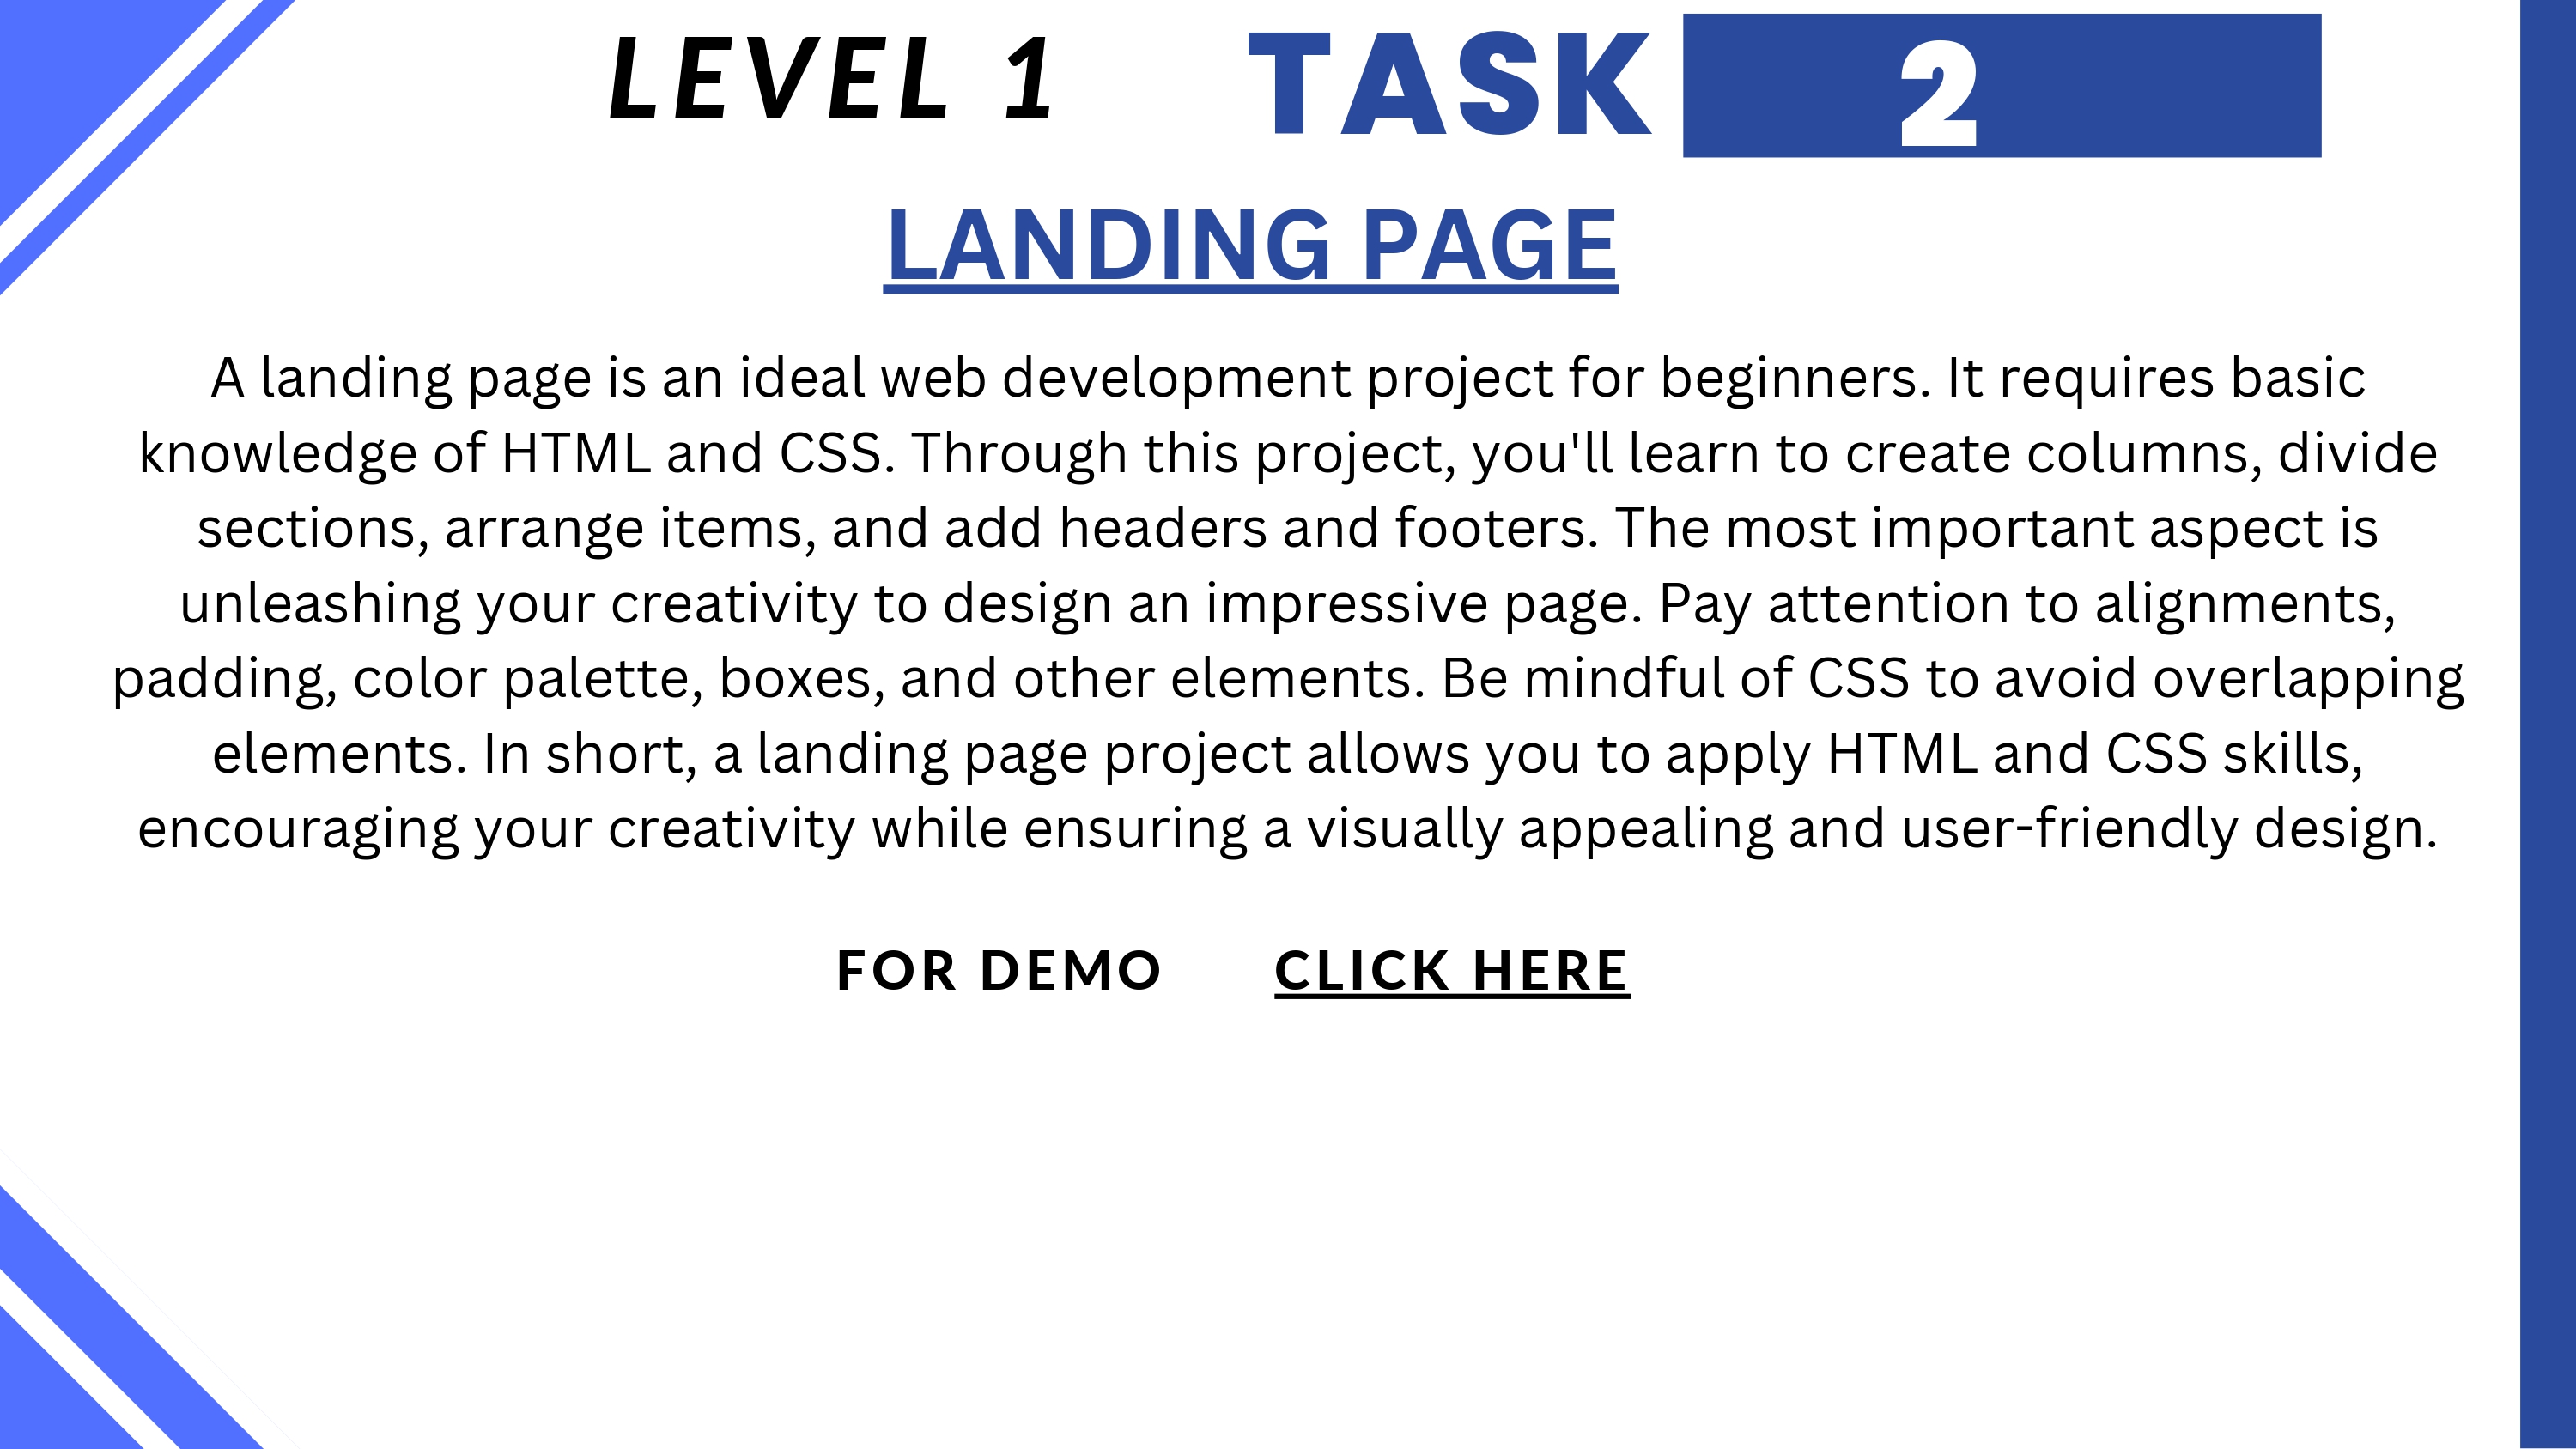 LEVEL 1 TASK 2
LANDING PAGE
A landing page is an ideal web development project for beginners. It requires basic
knowledge of HTML and CSS. Through this project, you'll learn to create columns, divide
sections, arrange items, and add headers and footers. The most important aspect is
unleashing your creativity to design an impressive page. Pay attention to alignments,
padding, color palette, boxes, and other elements. Be mindful of CSS to avoid overlapping
elements. In short, a landing page project allows you to apply HTML and CSS skills,
encouraging your creativity while ensuring a visually appealing and user-friendly design.
FOR DEMO CLICK HERE